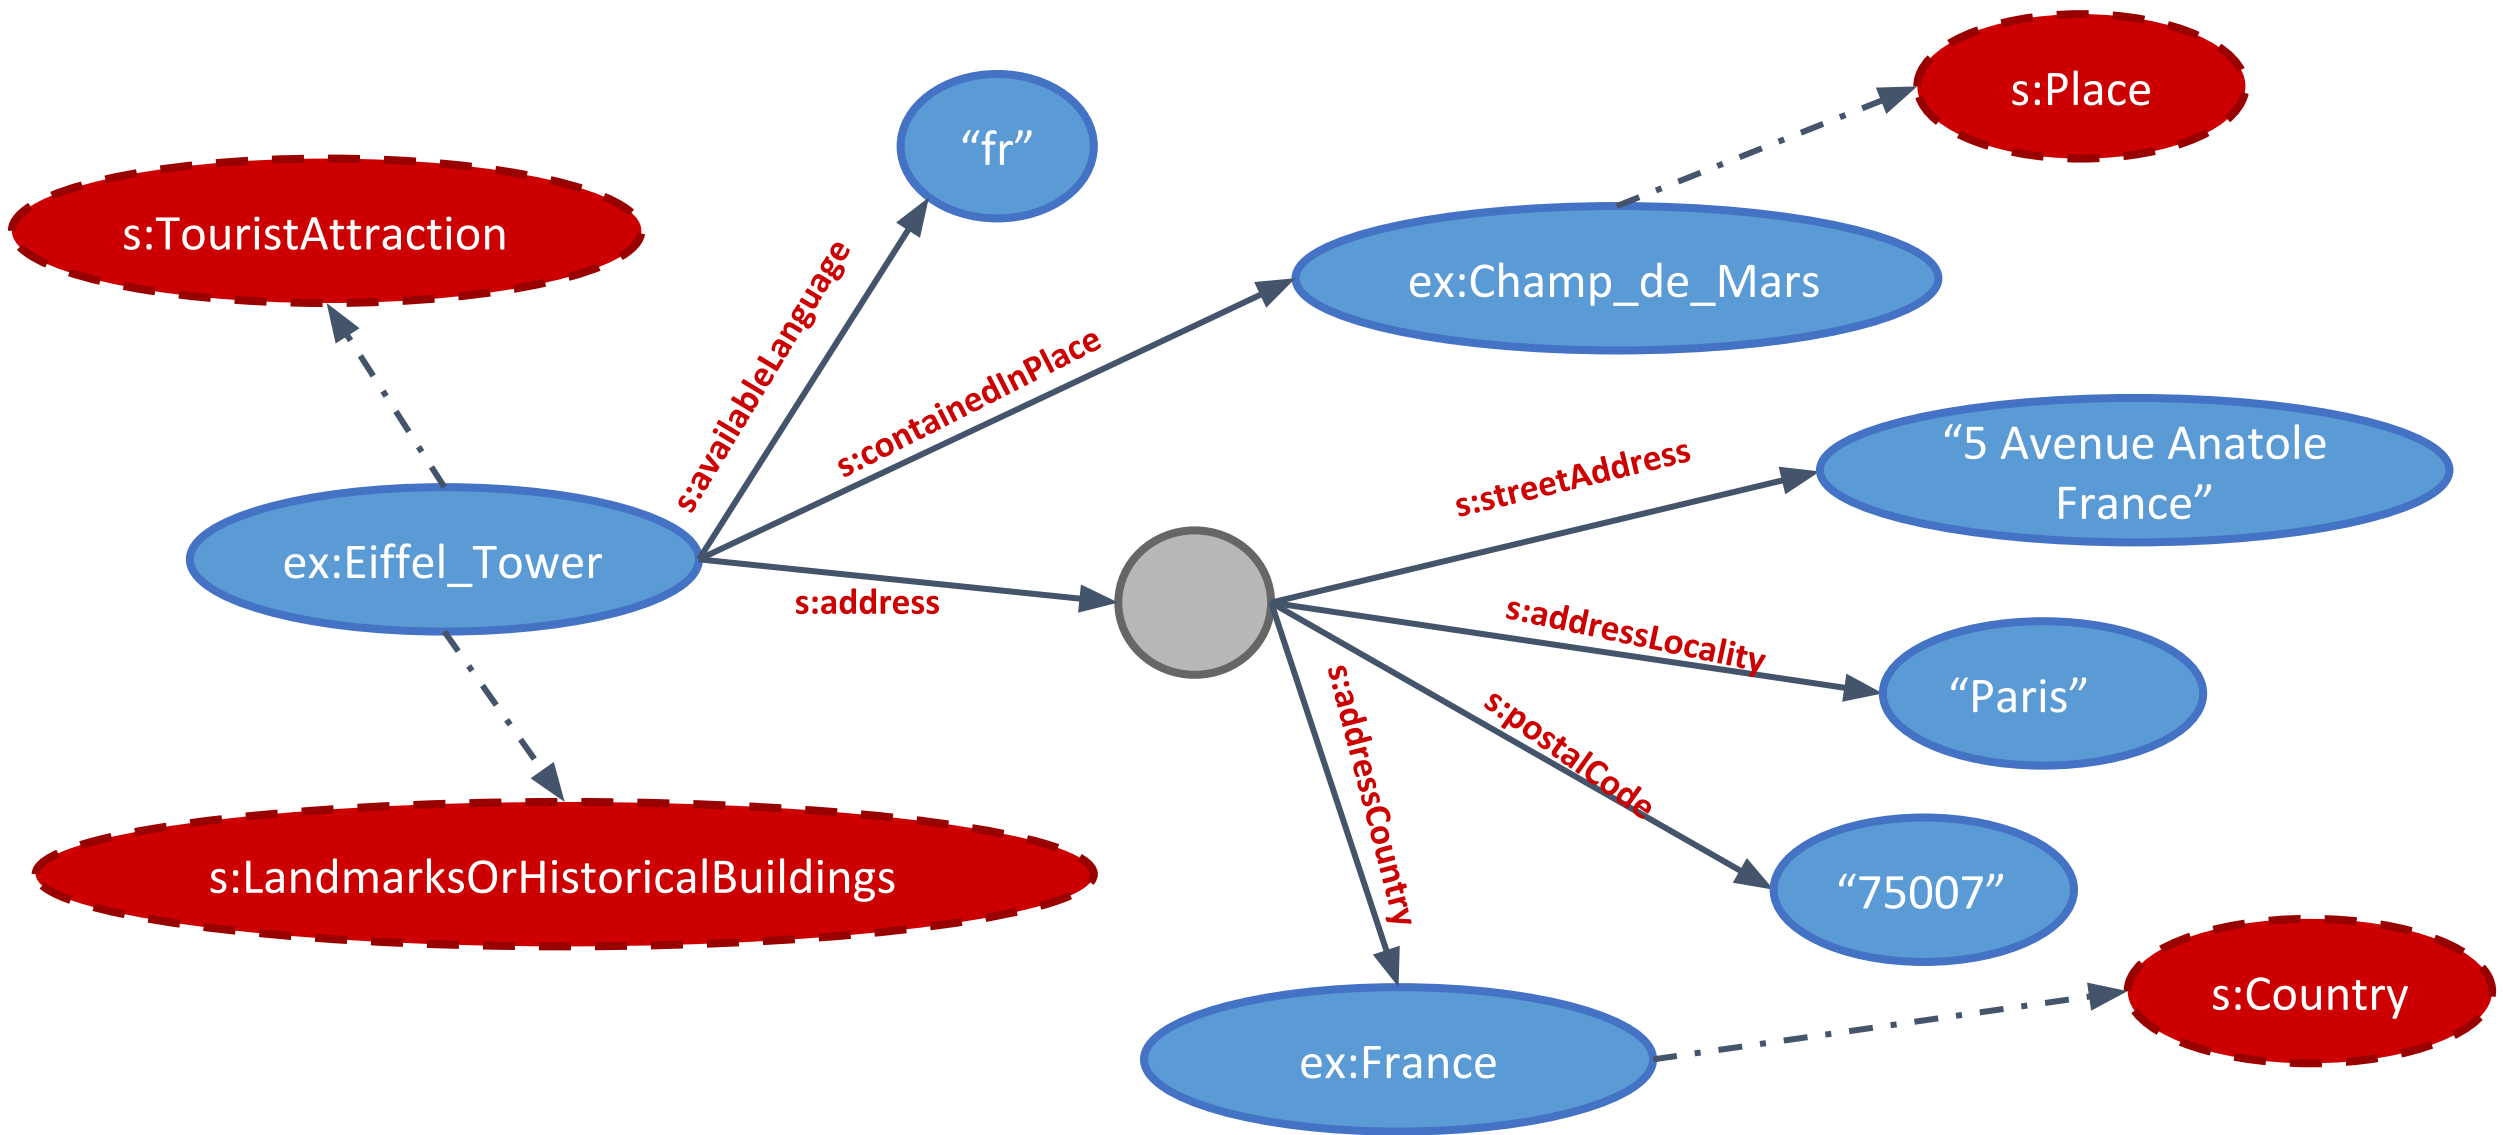 s:Place
“fr”
s:TouristAttraction
ex:Champ_de_Mars
s:availableLanguage
s:containedInPlace
“5 Avenue Anatole
France”
s:streetAddress
ex:Eiffel_Tower
s:address
s:addressLocality
“Paris”
s:addressCountry
s:postalCode
s:LandmarksOrHistoricalBuildings
“75007”
s:Country
ex:France